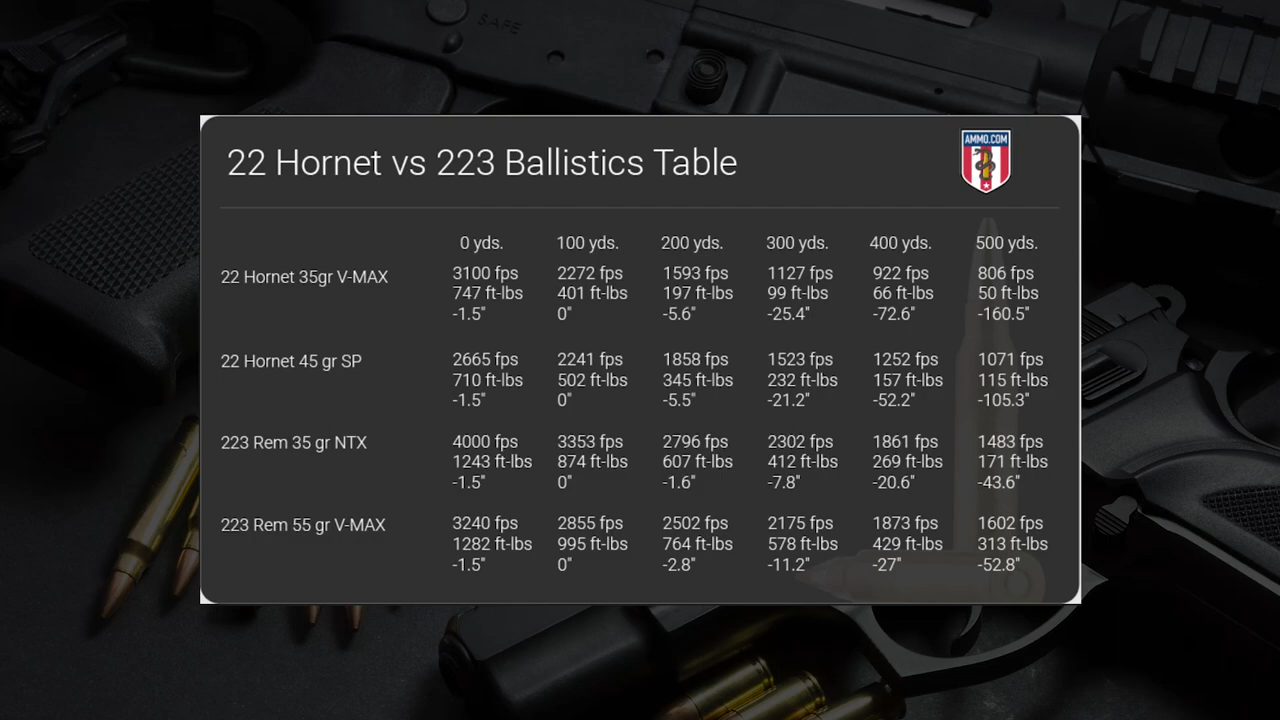 SAFE
22 Hornet vs 223 Ballistics Table
AMMO.COM
0 yds. 100 yds. 200 yds. 300 yds. 400 yds. 500 yds.
22 Hornet 35gr V-MAX
3100 fps 2272 fps 1593 fps 1127 fps 922 fps 806 fps
747 ft-lbs 401 ft-lbs 197 ft-lbs 99 ft-lbs 66 ft-lbs 50 ft-lbs
-1.5" 0" -5.6" -25.4" -72.6" -160.5"
22 Hornet 45 gr SP
2665 fps 2241 fps 1858 fps 1523 fps 1252 fps 1071 fps
710 ft-lbs 502 ft-lbs 345 ft-lbs 232 ft-lbs 157 ft-lbs 115 ft-lbs
-1.5" 0" -5.5" -21.2" -52.2" -105.3"
223 Rem 35 gr NTX
4000 fps 3353 fps 2796 fps 2302 fps 1861 fps 1483 fps
1243 ft-lbs 874 ft-lbs 607 ft-lbs 412 ft-lbs 269 ft-lbs 171 ft-lbs
-1.5" 0" -1.6" -7.8" -20.6" -43.6"
223 Rem 55 gr V-MAX
3240 fps 2855 fps 2502 fps 2175 fps 1873 fps 1602 fps
1282 ft-lbs 995 ft-lbs 764 ft-lbs 578 ft-lbs 429 ft-lbs 313 ft-lbs
-1.5" 0" -2.8" -11.2" -27" -52.8"